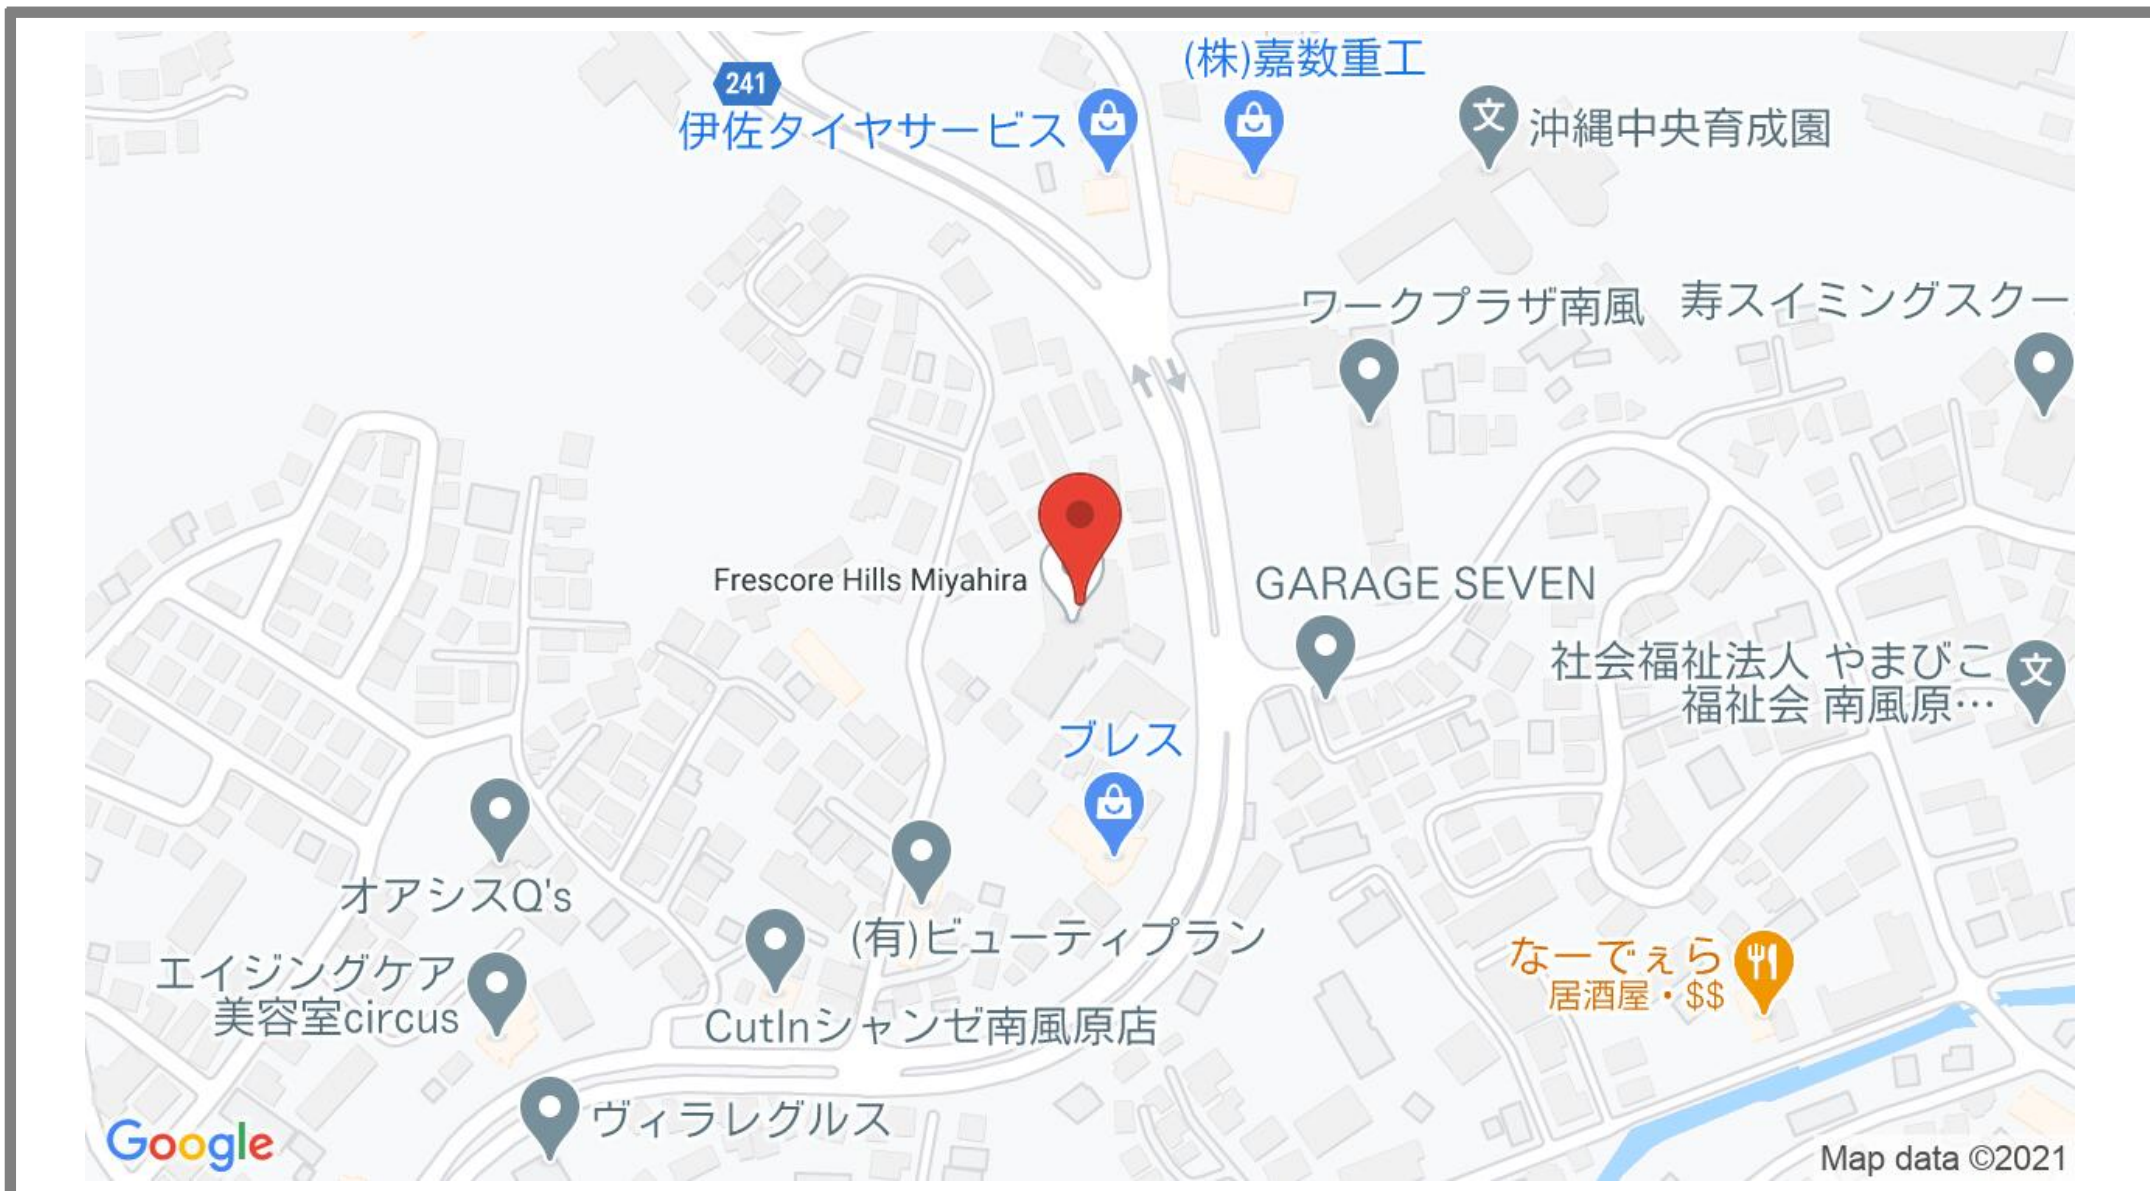 (株)嘉数重工
241
伊佐タイヤサービス
文
沖縄中央育成園
ワークプラザ南風
寿スイミングスクー
Frescore Hills Miyahira
GARAGE SEVEN
社会福祉法人 やまびこ
福祉会 南風原…
文
ブレス
オアシスQ's
(有)ビューティプラン
なーでぇら
居酒屋・$$
エイジングケア
美容室circus
CutInシャンゼ南風原店
ヴィラレグルス
Google
Map data ©2021